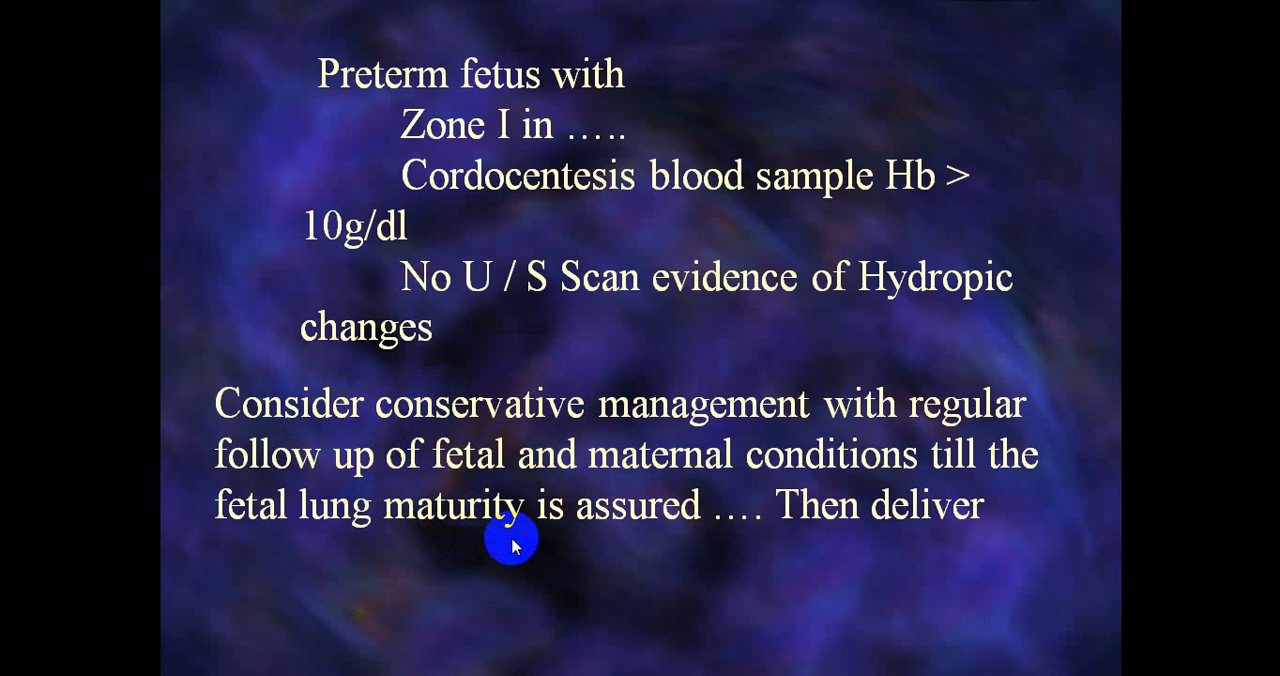 Preterm fetus with
Zone I in …..
Cordocentesis blood sample Hb >
10g/dl
No U / S Scan evidence of Hydropic
changes
Consider conservative management with regular
follow up of fetal and maternal conditions till the
fetal lung maturity is assured …. Then deliver